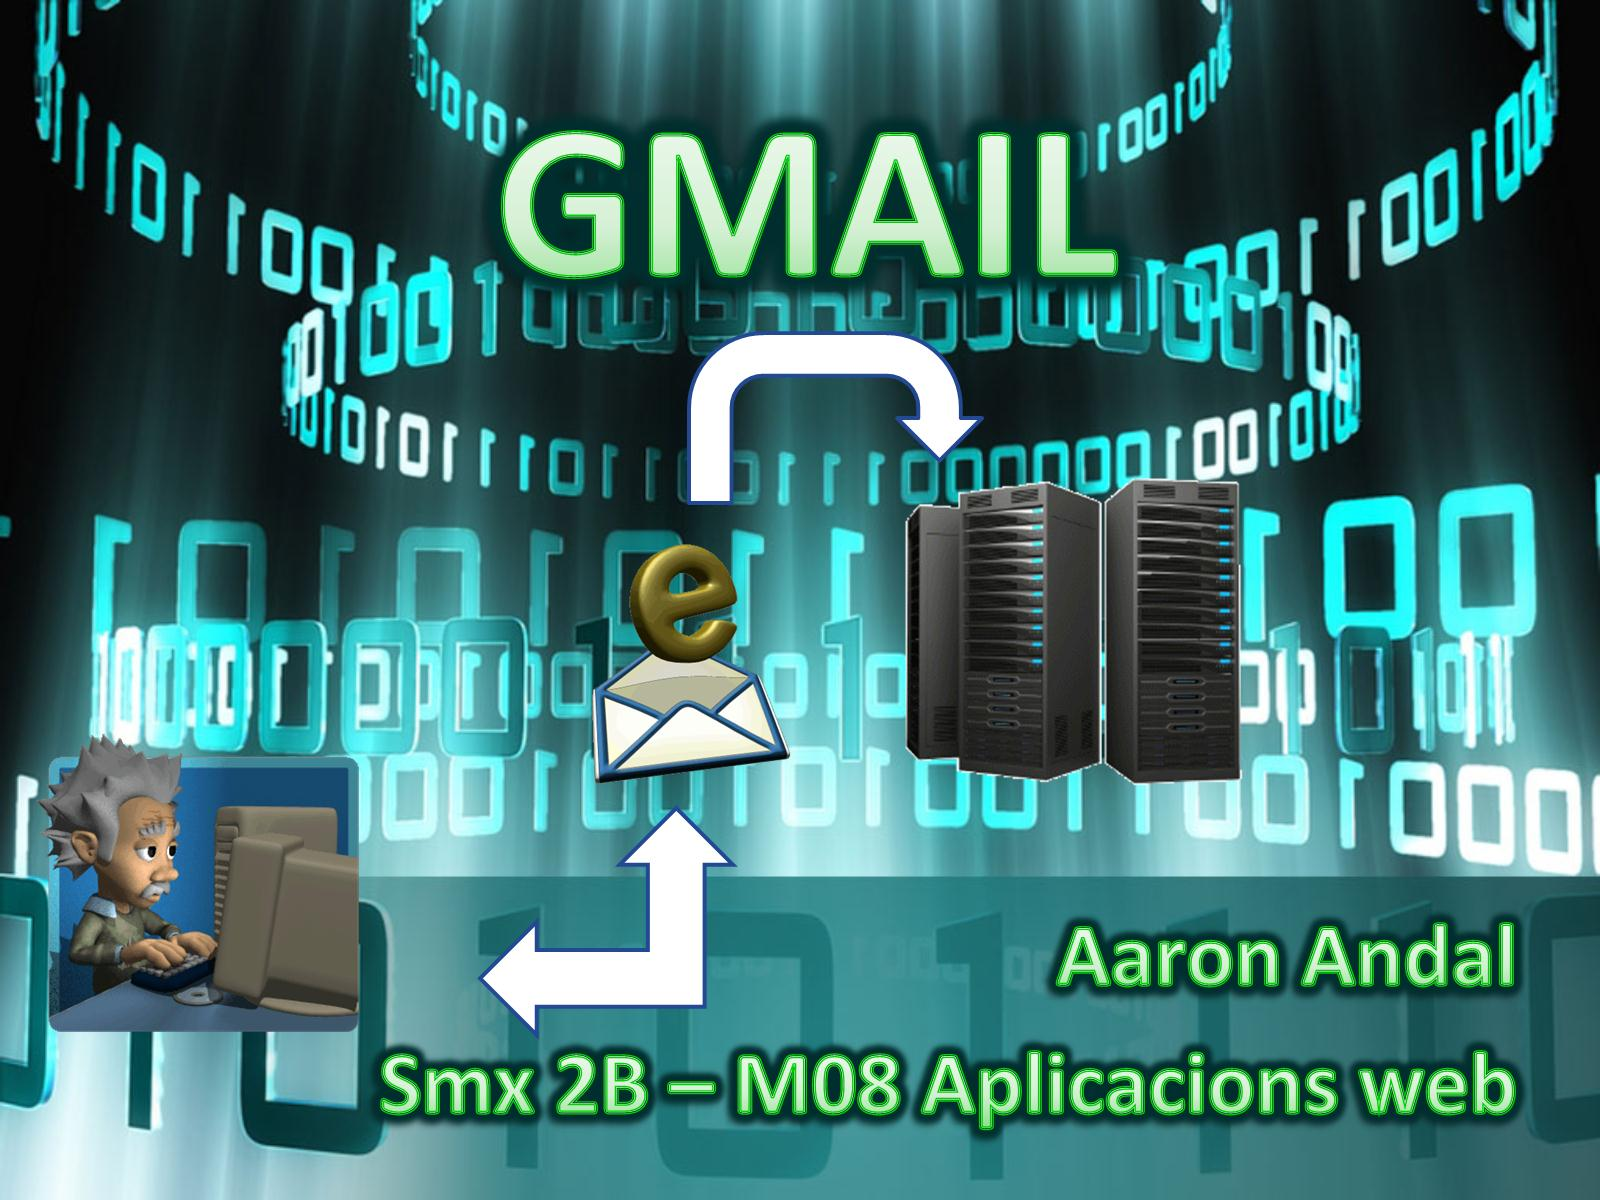 GMAIL
e
Aaron Andal
Smx 2B – M08 Aplicacions web